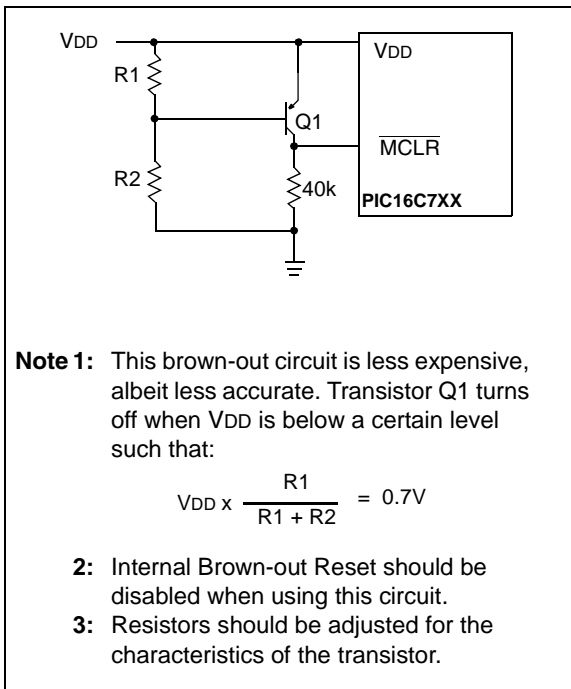 VDD
VDD
R1
Q1
MCLR
R2
40k
PIC16C7XX
Note 1: This brown-out circuit is less expensive,
albeit less accurate. Transistor Q1 turns
off when VDD is below a certain level
such that:
VDD x R1 / R1 + R2 = 0.7V
2: Internal Brown-out Reset should be
disabled when using this circuit.
3: Resistors should be adjusted for the
characteristics of the transistor.